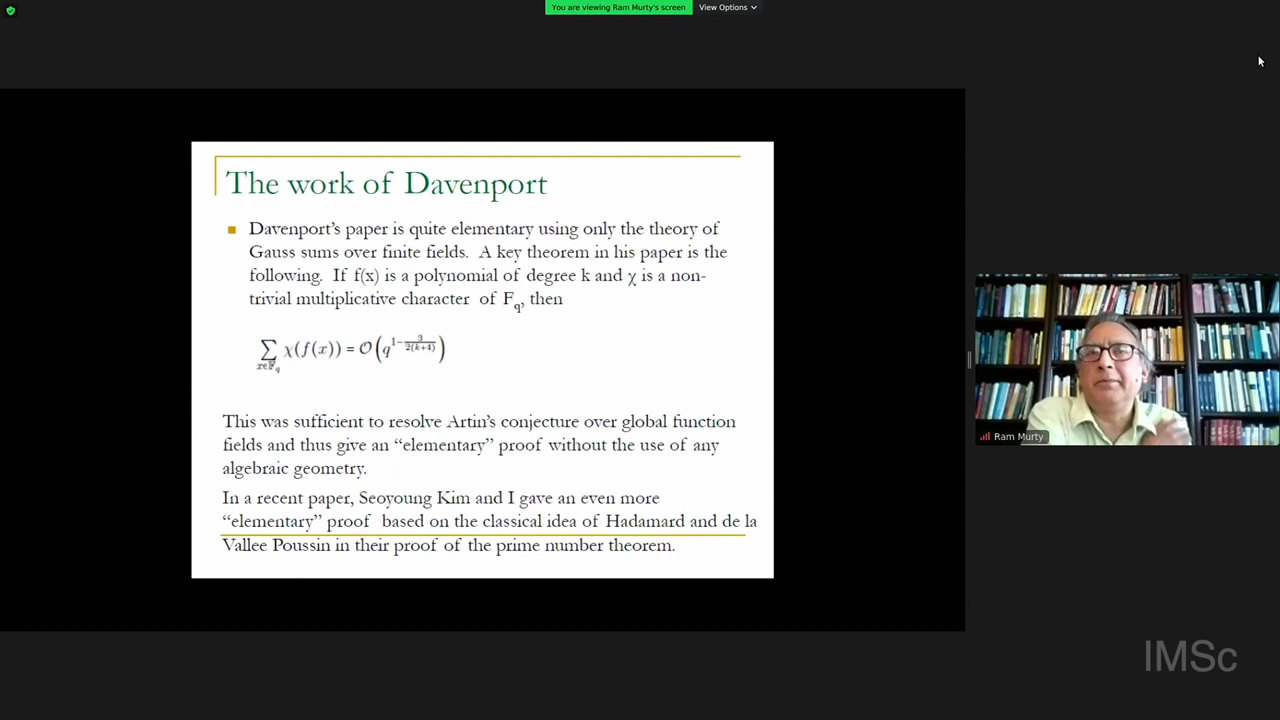 You are viewing Ram Murty's screen View Options
The work of Davenport
Davenport's paper is quite elementary using only the theory of
Gauss sums over finite fields. A key theorem in his paper is the
following. If f(x) is a polynomial of degree k and χ is a non-
trivial multiplicative character of F_q, then
∑_{x∈𝔽_q} χ(f(x)) = 𝒪(q^{1-\frac{3}{2(k+4)}})
This was sufficient to resolve Artin's conjecture over global function
fields and thus give an “elementary” proof without the use of any
algebraic geometry.
In a recent paper, Seoyoung Kim and I gave an even more
“elementary” proof based on the classical idea of Hadamard and de la
Vallee Poussin in their proof of the prime number theorem.
Ram Murty
IMSc